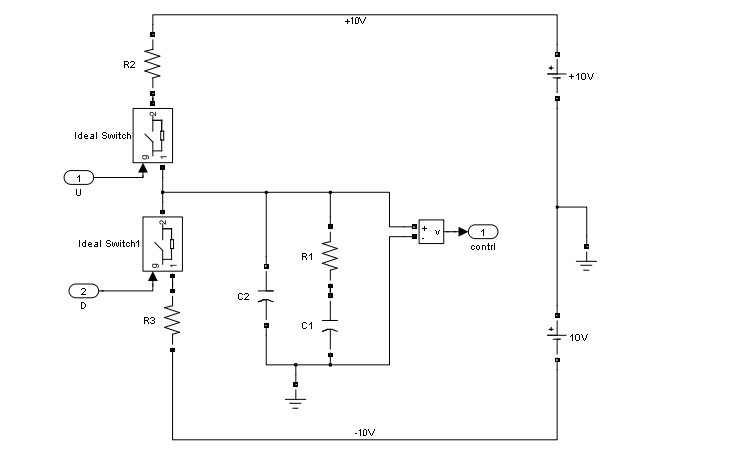 +10V
R2
+
+10V
2
Ideal Switch
g
1
1
U
2
Ideal Switch1
g
1
+
-
v
1
contrl
R1
2
D
R3
C2
C1
+
10V
-10V